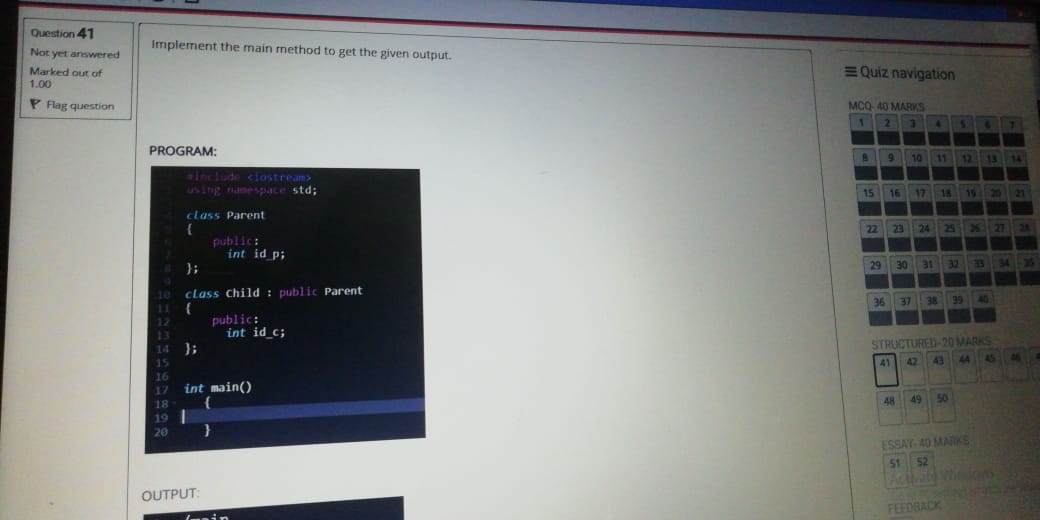 Question 41
Not yet answered
Marked out of
1.00
Flag question
Implement the main method to get the given output.
PROGRAM:
#include <iostream>
using namespace std;
4
class Parent
{
public:
int id_p;
8 };
9
10 class Child : public Parent
11 {
12 public:
13 int id_c;
14 };
15
16
17 int main()
18 {
19
20 }
OUTPUT:
Quiz navigation
MCQ- 40 MARKS
1 2 3 4 5 6 7
8 9 10 11 12 13 14
15 16 17 18 19 20 21
22 23 24 25 26 27 28
29 30 31 32 33 34 35
36 37 38 39 40
STRUCTURED-20 MARKS
41 42 43 44 45 46
48 49 50
ESSAY- 40 MARKS
51 52
Activate Windows
FEEDBACK